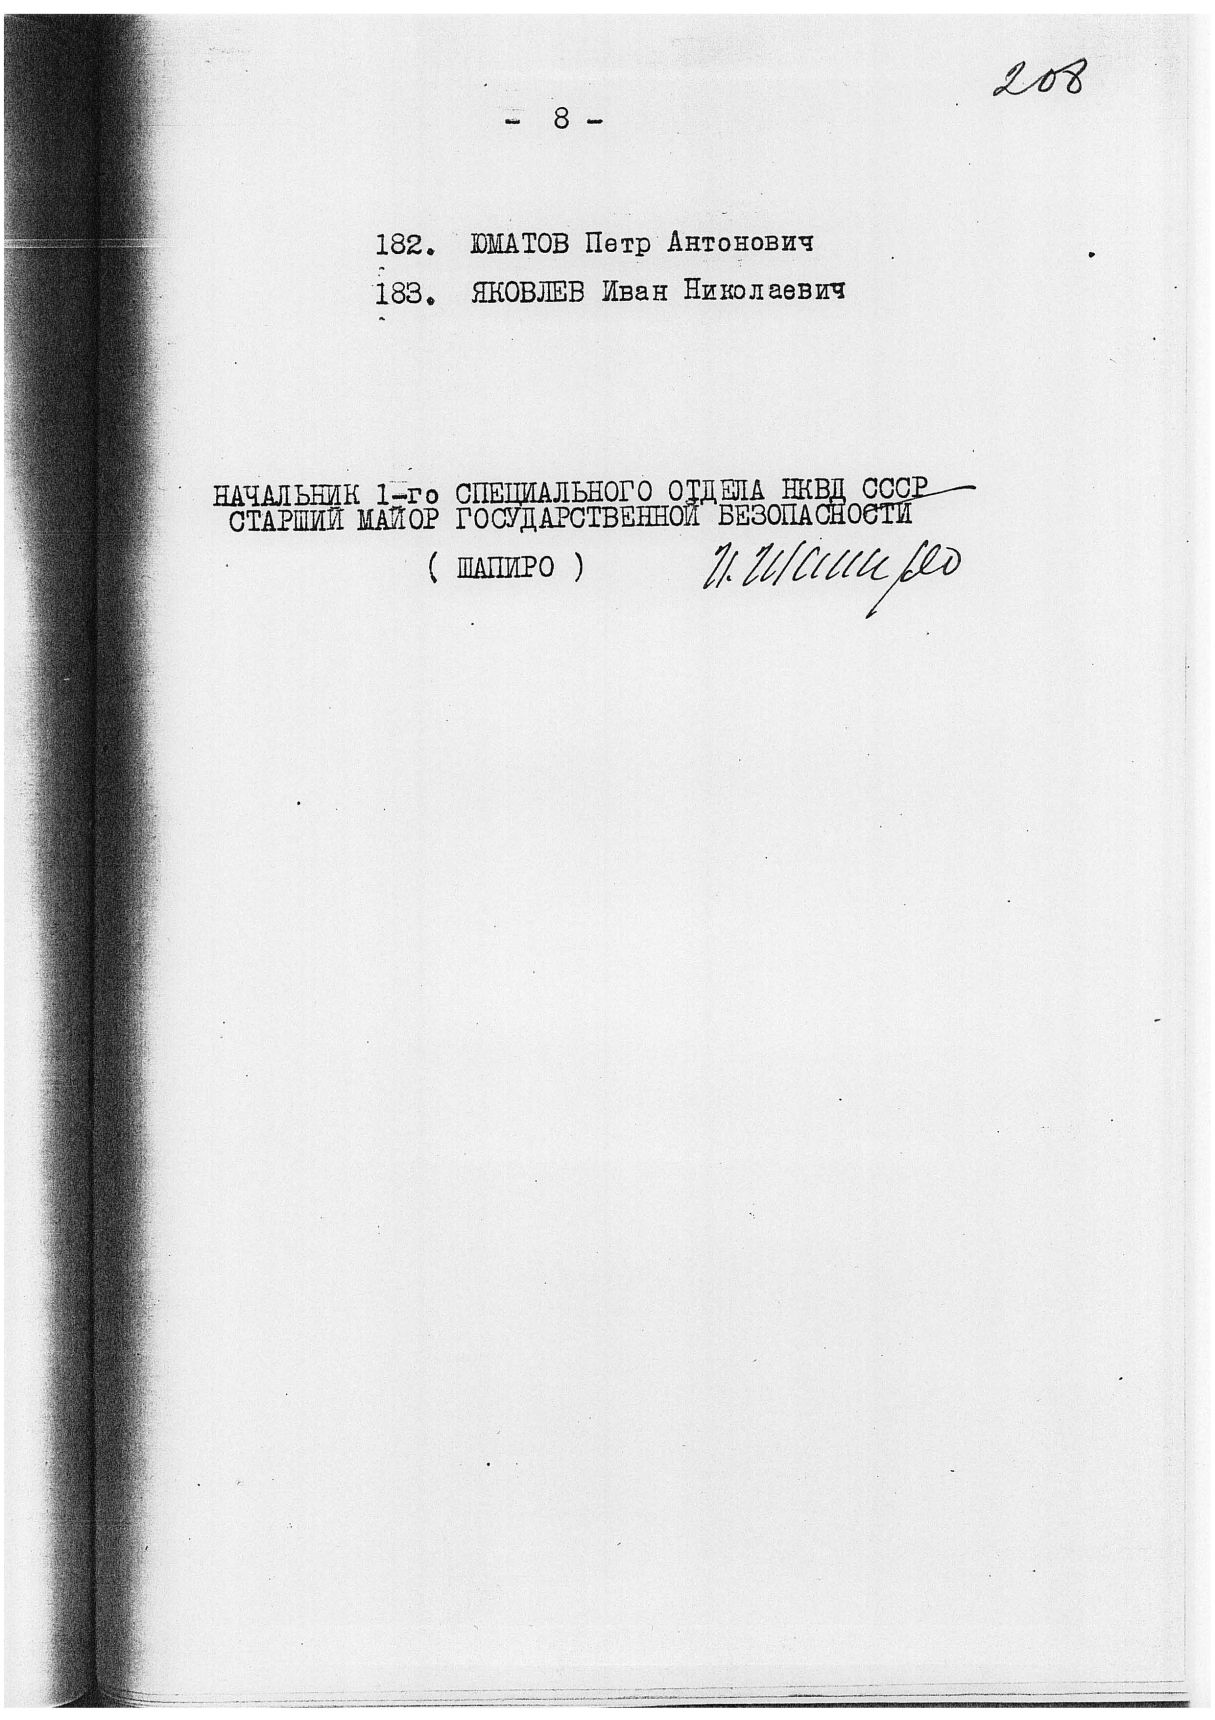 208
- 8 -
182. ЮМАТОВ Петр Антонович
183. ЯКОВЛЕВ Иван Николаевич
НАЧАЛЬНИК 1-го СПЕЦИАЛЬНОГО ОТДЕЛА НКВД СССР
СТАРШИЙ МАЙОР ГОСУДАРСТВЕННОЙ БЕЗОПАСНОСТИ
( ШАПИРО ) И. Шапиро